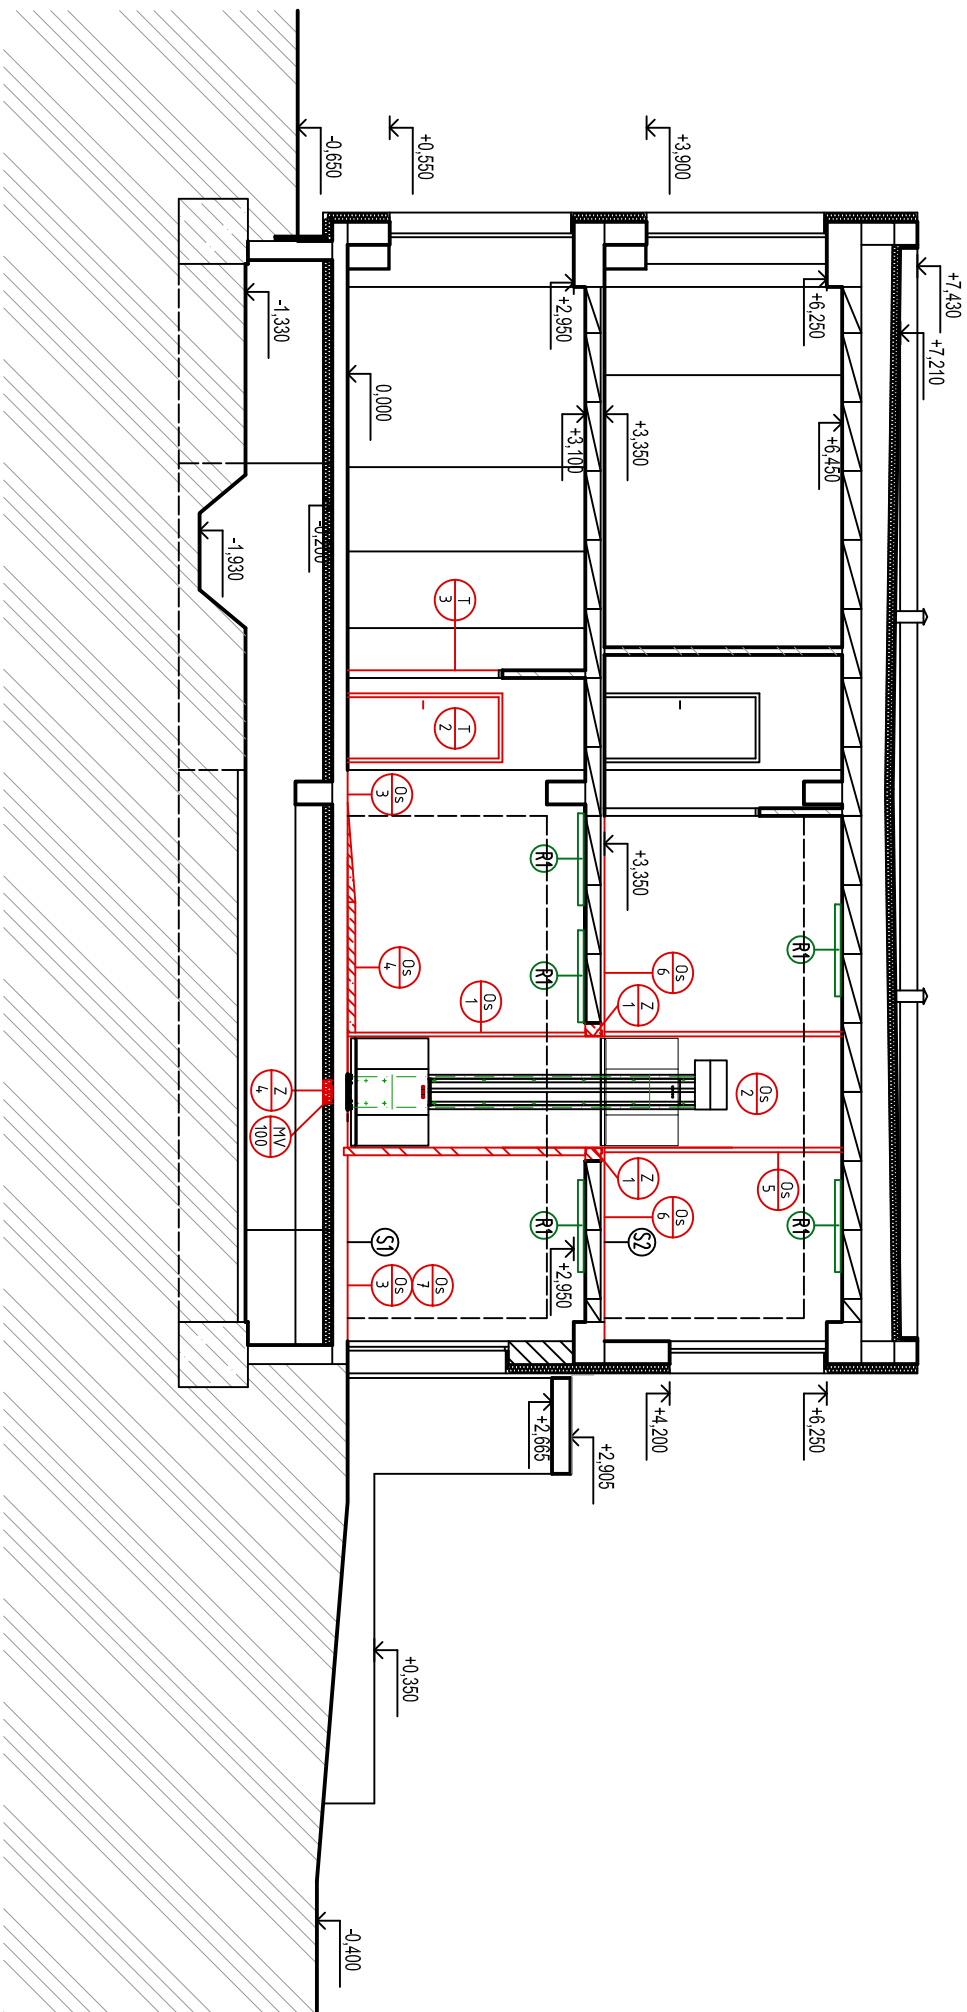 +7,430
+7,210
+3,900
+6,250
+6,450
+0,550
+2,950
+3,350
+3,100
-0,650
0,000
-1,330
-0,200
-1,930
T
3
T
2
Os
3
+3,350
R1
R1
R1
Os
4
Os
1
Os
6
Z
1
Os
2
Z
4
MV
100
Z
1
Os
6
Os
5
R1
R1
S1
S2
Os
3
Os
7
+2,950
+2,665
+2,905
+4,200
+6,250
+0,350
-0,400